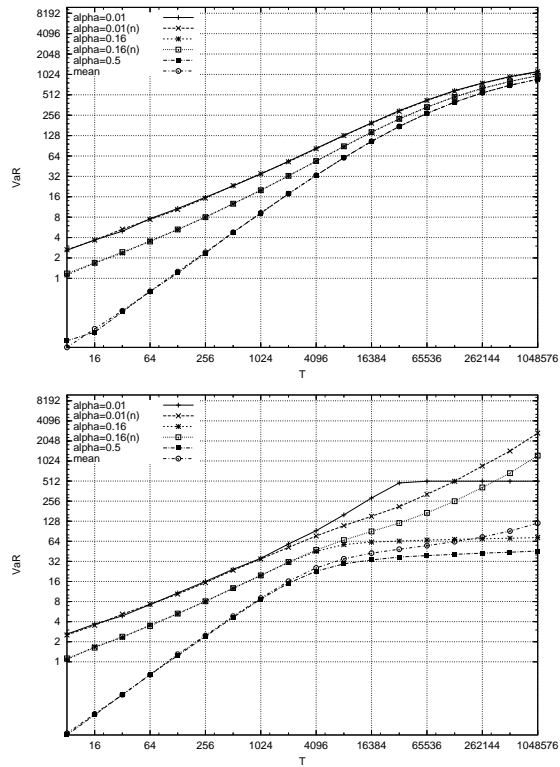 8192
4096
2048
1024
512
256
128
64
32
16
8
4
2
1
VaR
alpha=0.01
alpha=0.01(n)
alpha=0.16
alpha=0.16(n)
alpha=0.5
mean
16 64 256 1024 4096 16384 65536 262144 1048576
T
8192
4096
2048
1024
512
256
128
64
32
16
8
4
2
1
VaR
alpha=0.01
alpha=0.01(n)
alpha=0.16
alpha=0.16(n)
alpha=0.5
mean
16 64 256 1024 4096 16384 65536 262144 1048576
T